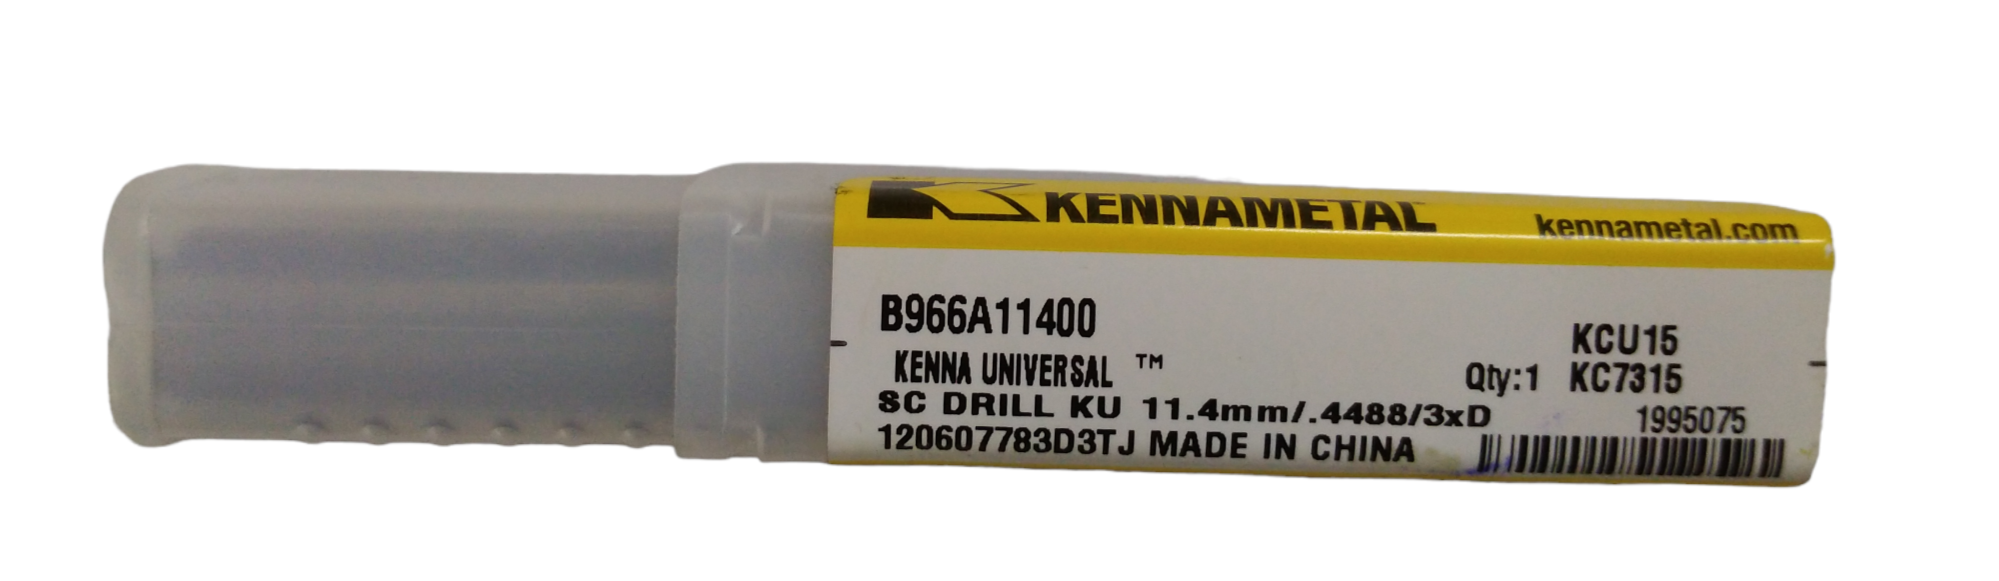 KENNAMETAL kennametal.com
B966A11400
KCU15
KENNA UNIVERSAL ™
Qty:1 KC7315
SC DRILL KU 11.4mm/.4488/3xD
1995075
120607783D3TJ MADE IN CHINA